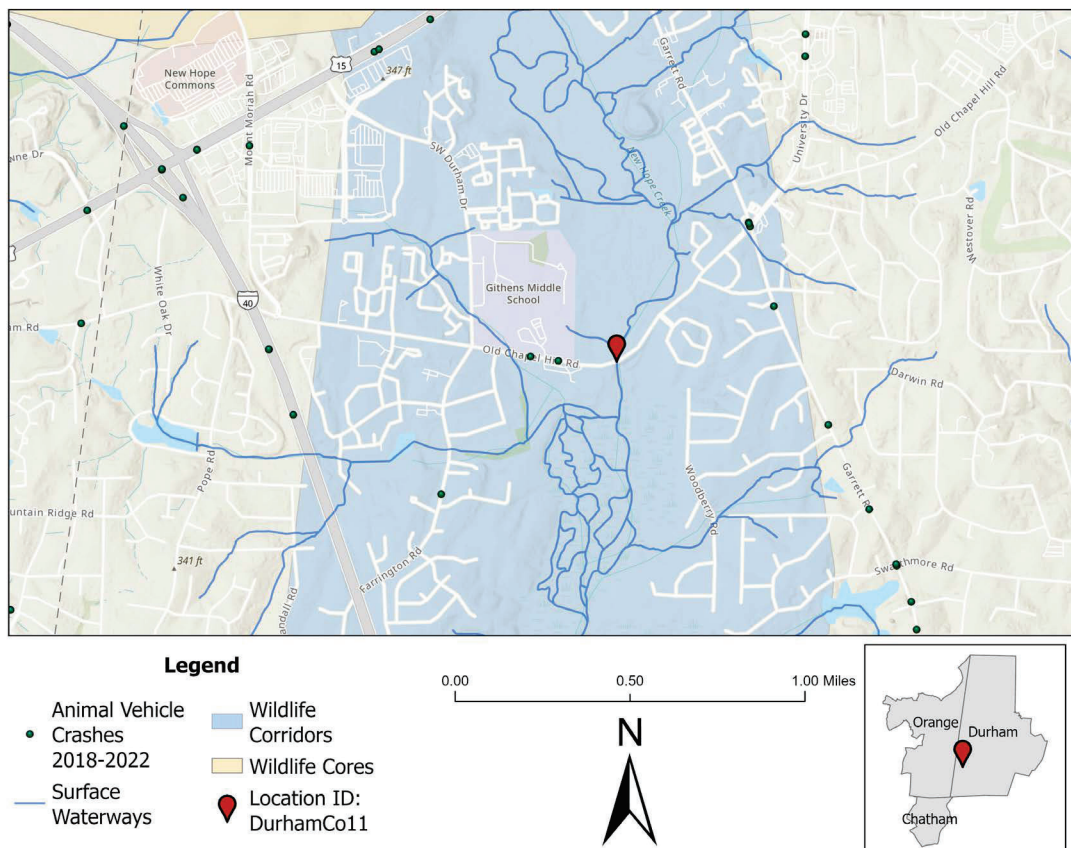 15
347 ft
New Hope
Commons
Mount Moriah Rd
Garrett Rd
University Dr
Old Chapel Hill Rd
SW Durham Dr
New Hope Creek
Westover Rd
White Oak Dr
Githens Middle
School
40
Old Chapel Hill Rd
Darwin Rd
Pope Rd
Woodberry Rd
Garrett R
341 ft
Farrington Rd
Swarthmore Rd
Legend
Animal Vehicle
Crashes
2018-2022
Surface
Waterways
Wildlife
Corridors
Wildlife Cores
Location ID:
DurhamCo11
0.00 0.50 1.00 Miles
N
Orange
Durham
Chatham